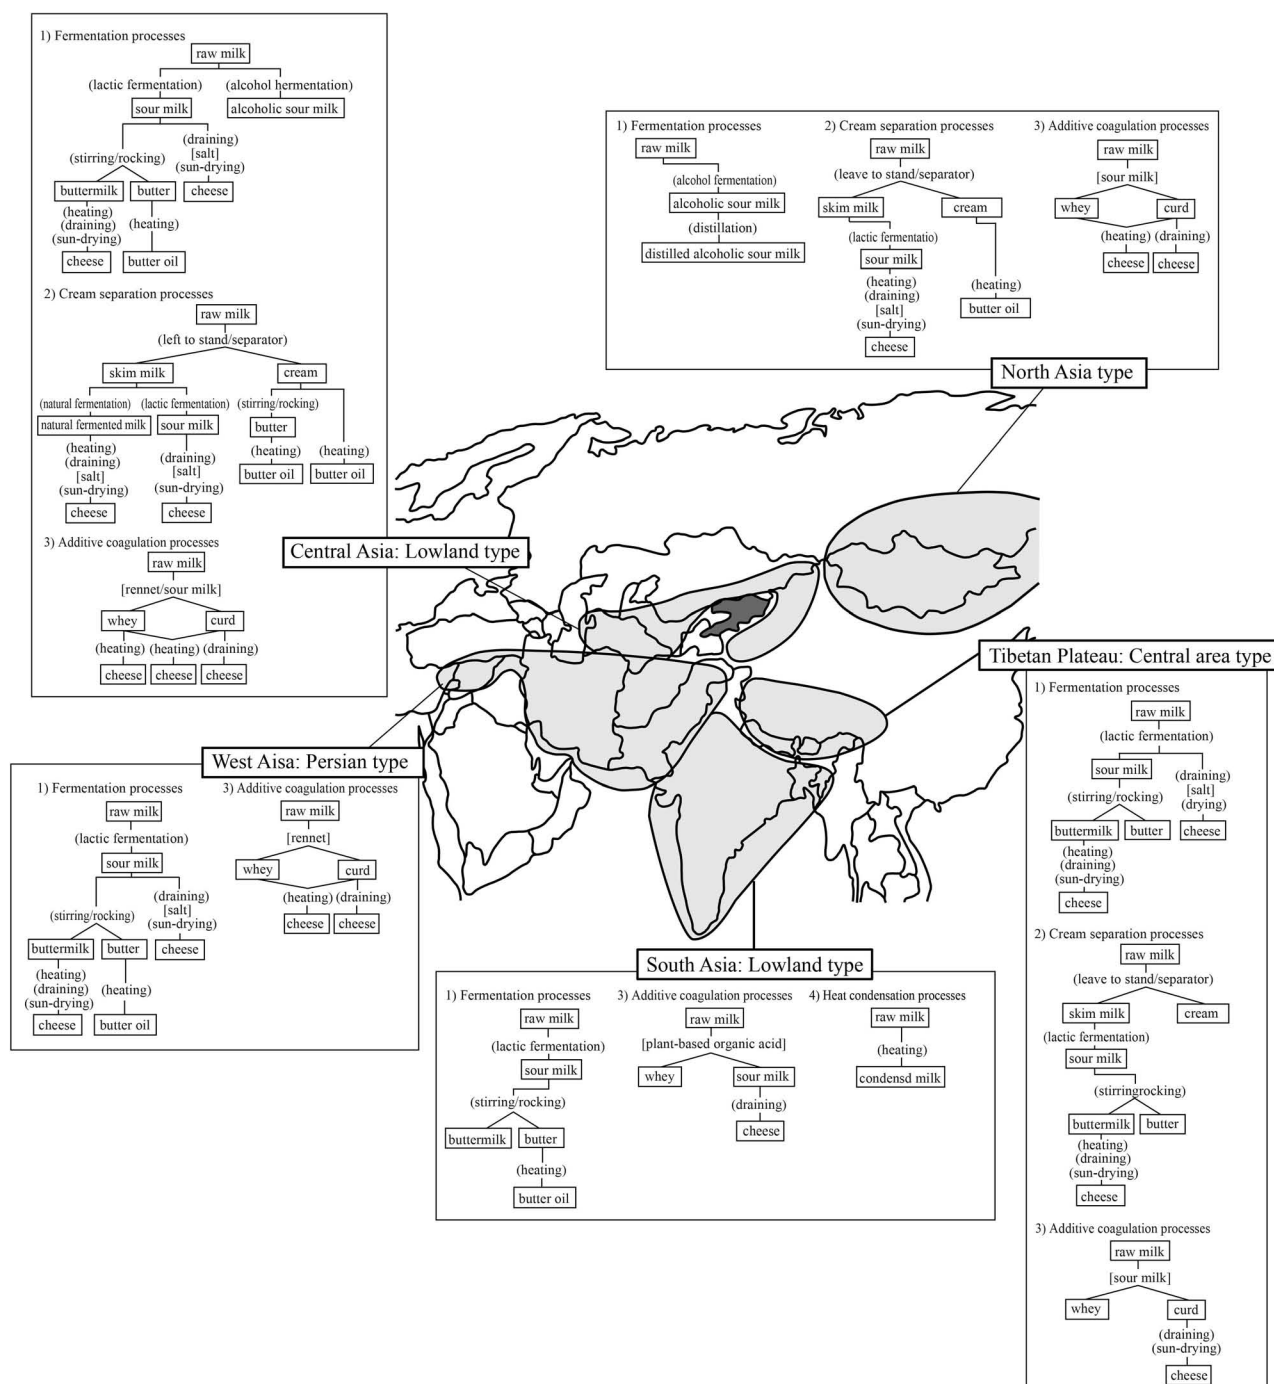 1) Fermentation processes
raw milk
(lactic fermentation) (alcohol hermentation)
sour milk alcoholic sour milk
(draining)
[salt]
(stirring/rocking) (sun-drying)
buttermilk butter cheese
(heating)
(draining) (heating)
(sun-drying)
cheese butter oil
2) Cream separation processes
raw milk
(left to stand/separator)
skim milk cream
(natural fermentation) (lactic fermentation) (stirring/rocking)
natural fermented milk sour milk butter
(heating) (draining) (heating) (heating)
(draining) [salt] butter oil butter oil
[salt] (sun-drying)
(sun-drying)
cheese cheese
3) Additive coagulation processes
raw milk
[rennet/sour milk]
whey curd
(heating) (heating) (draining)
cheese cheese cheese
Central Asia: Lowland type
1) Fermentation processes
raw milk
(alcohol fermentation)
alcoholic sour milk
(distillation)
distilled alcoholic sour milk
2) Cream separation processes
raw milk
(leave to stand/separator)
skim milk cream
(lactic fermentatio)
sour milk
(heating)
(draining) (heating)
[salt] butter oil
(sun-drying)
cheese
3) Additive coagulation processes
raw milk
[sour milk]
whey curd
(heating) (draining)
cheese cheese
North Asia type
West Aisa: Persian type
1) Fermentation processes
raw milk
(lactic fermentation)
sour milk
(draining)
[salt]
(stirring/rocking) (sun-drying)
buttermilk butter cheese
(heating)
(draining) (heating)
(sun-drying)
cheese butter oil
3) Additive coagulation processes
raw milk
[rennet]
whey curd
(heating) (draining)
cheese cheese
South Asia: Lowland type
1) Fermentation processes
raw milk
(lactic fermentation)
sour milk
(stirring/rocking)
buttermilk butter
(heating)
butter oil
3) Additive coagulation processes
raw milk
[plant-based organic acid]
whey sour milk
(draining)
cheese
4) Heat condensation processes
raw milk
(heating)
condensd milk
Tibetan Plateau: Central area type
1) Fermentation processes
raw milk
(lactic fermentation)
sour milk (draining)
[salt]
(stirring/rocking) (drying)
buttermilk butter cheese
(heating)
(draining)
(sun-drying)
cheese
2) Cream separation processes
raw milk
(leave to stand/separator)
skim milk cream
(lactic fermentation)
sour milk
(stirringrocking)
buttermilk butter
(heating)
(draining)
(sun-drying)
cheese
3) Additive coagulation processes
raw milk
[sour milk]
whey curd
(draining)
(sun-drying)
cheese